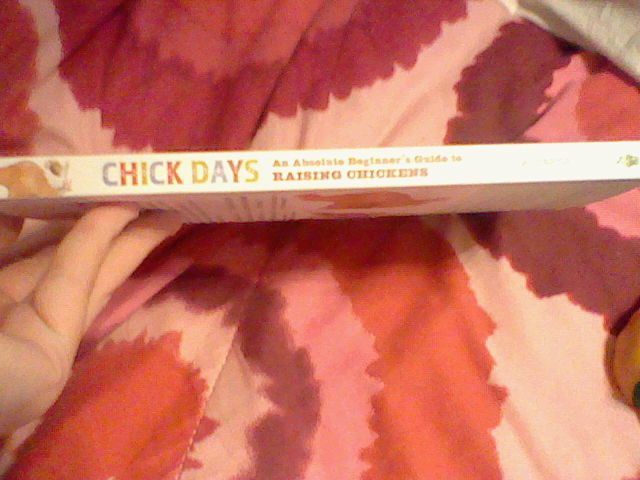 CHICK DAYS
An Absolute Beginner's Guide to
RAISING CHICKENS